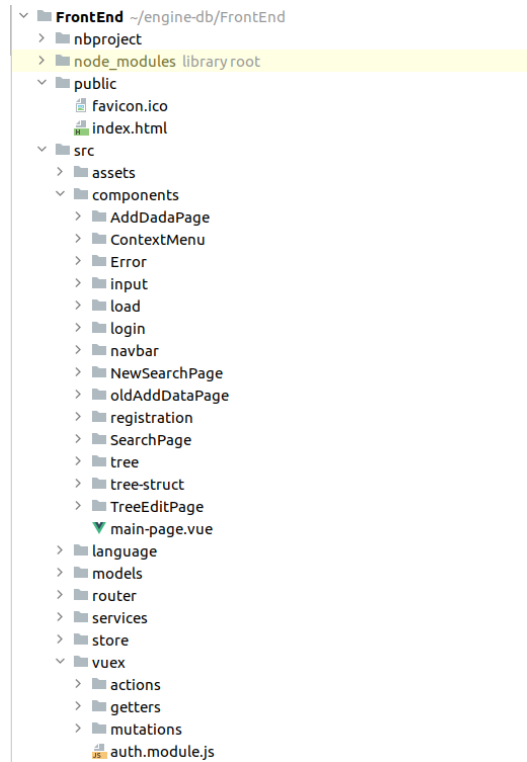 FrontEnd ~/engine-db/FrontEnd
nbproject
node_modules library root
public
favicon.ico
index.html
src
assets
components
AddDadaPage
ContextMenu
Error
input
load
login
navbar
NewSearchPage
oldAddDataPage
registration
SearchPage
tree
tree-struct
TreeEditPage
main-page.vue
language
models
router
services
store
vuex
actions
getters
mutations
auth.module.js